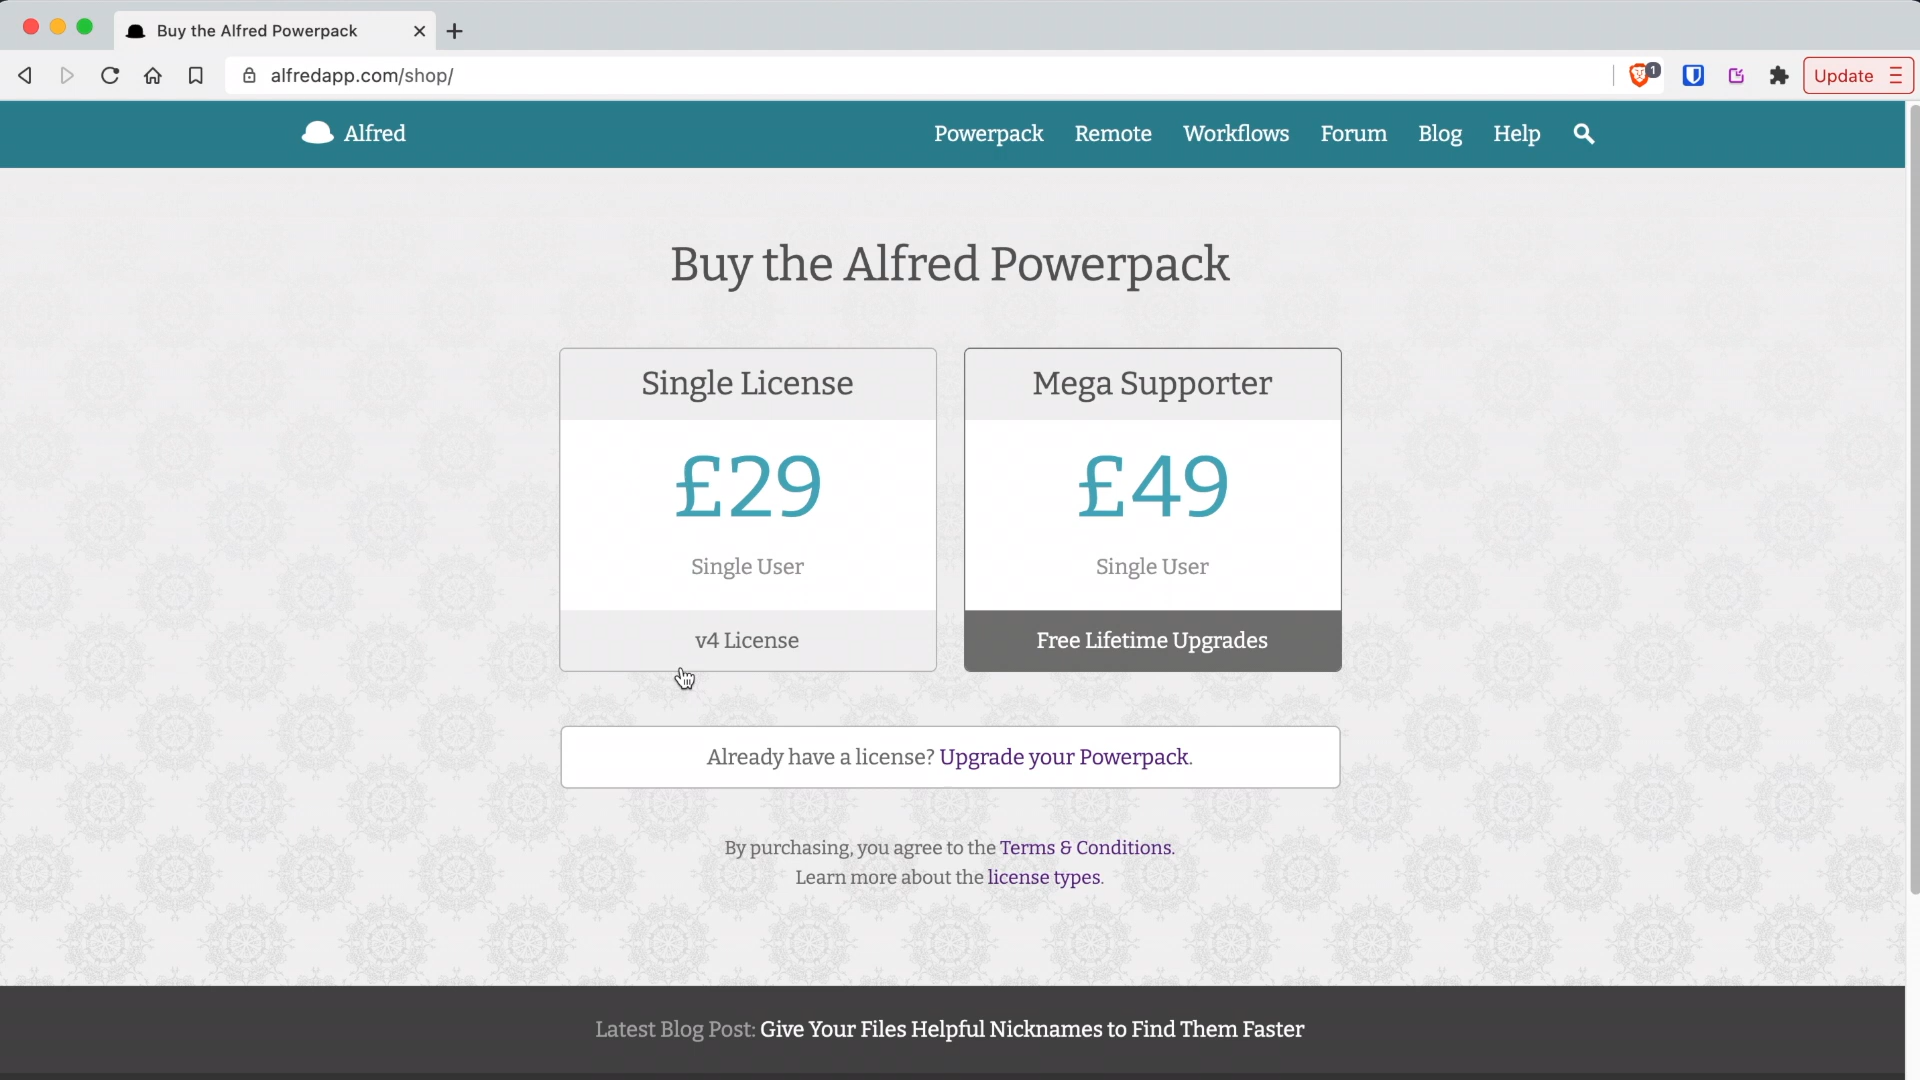 Buy the Alfred Powerpack
alfredapp.com/shop/
1
Update
Alfred
Powerpack
Remote
Workflows
Forum
Blog
Help
Buy the Alfred Powerpack
Single License
£29
Single User
v4 License
Mega Supporter
£49
Single User
Free Lifetime Upgrades
Already have a license? Upgrade your Powerpack.
By purchasing, you agree to the Terms & Conditions.
Learn more about the license types.
Latest Blog Post: Give Your Files Helpful Nicknames to Find Them Faster